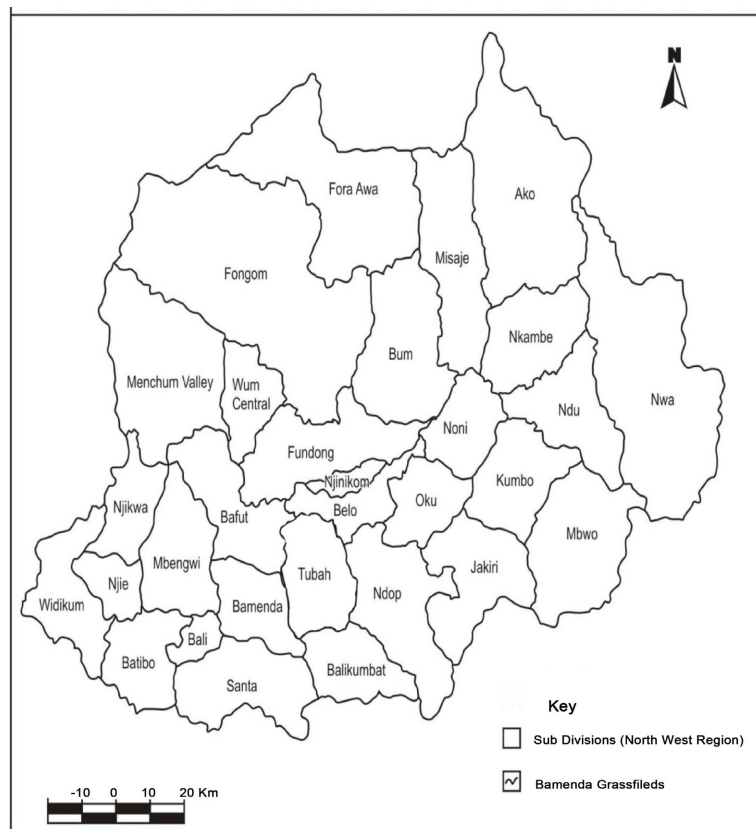 N
Fora Awa
Ako
Misaje
Fongom
Nkambe
Bum
Menchum Valley
Wum
Central
Ndu
Nwa
Noni
Fundong
Njinikom
Kumbo
Njikwa
Oku
Belo
Bafut
Mbwo
Mbengwi
Jakiri
Njie
Tubah
Ndop
Widikum
Bamenda
Bali
Batibo
Balikumbat
Santa
Key
Sub Divisions (North West Region)
Bamenda Grassfileds
-10 0 10 20 Km